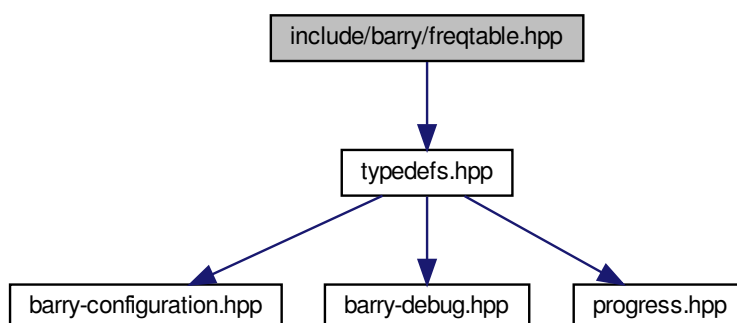 include/barry/freqtable.hpp
typedefs.hpp
barry-configuration.hpp
barry-debug.hpp
progress.hpp